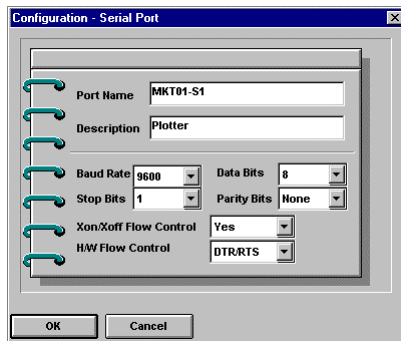 Configuration - Serial Port
Port Name MKT01-S1
Description Plotter
Baud Rate 9600 Data Bits 8
Stop Bits 1 Parity Bits None
Xon/Xoff Flow Control Yes
H/W Flow Control DTR/RTS
OK Cancel